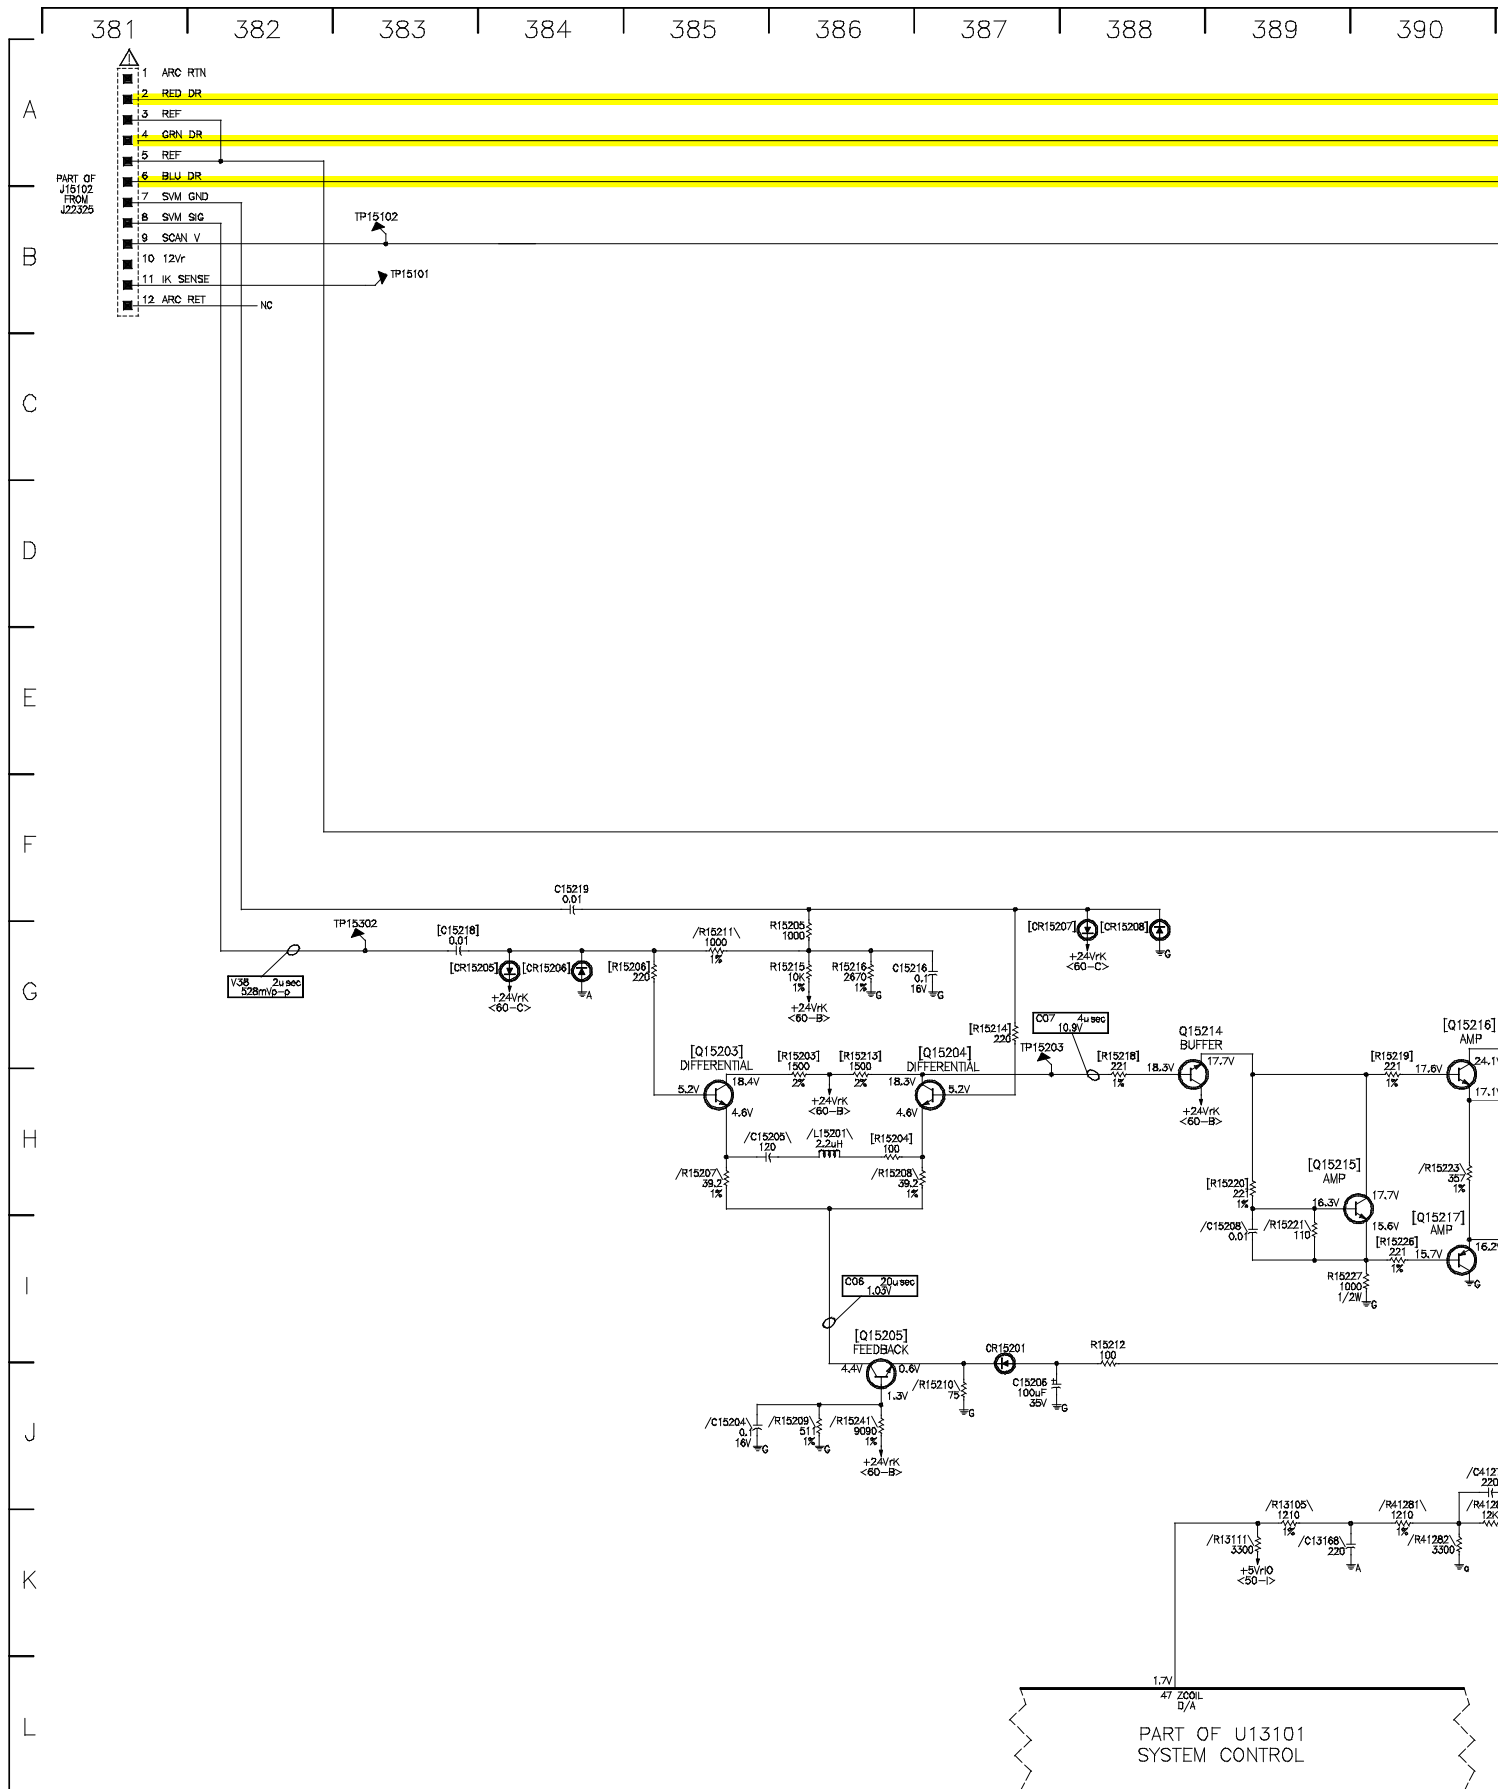 381 382 383 384 385 386 387 388 389 390
A
B
C
D
E
F
G
H
I
J
K
L
1 ARC RTN
2 RED DR
3 REF
4 GRN DR
5 REF
6 BLU DR
7 SVM GND
8 SVM SIG
9 SCAN V
10 12Vr
11 IK SENSE
12 ARC RET
NC
PART OF
J15102
FROM
J22325
TP15102
TP15101
C15219
0.01
TP15302
[C15218]
0.01
V38 2usec
528mVp-p
[CR15205]
+24VrK
<60-C>
[CR15206]
A
[R15206]
220
/R15211\
1000
1%
R15205
1000
R15215
10K
1%
+24VrK
<60-B>
R15216
2670
1%
G
C15216
0.1
16V
G
[CR15207]
+24VrK
<60-C>
[CR15208]
G
[R15214]
220
C07 4usec
10.9V
TP15203
[Q15203]
DIFFERENTIAL
5.2V
18.4V
4.6V
[R15203]
1500
2%
[R15213]
1500
2%
+24VrK
<60-B>
[Q15204]
DIFFERENTIAL
18.3V
5.2V
4.6V
[R15218]
221
1%
18.3V
Q15214
BUFFER
17.7V
+24VrK
<60-B>
[R15219]
221
1%
17.6V
[Q15216]
AMP
24.1V
17.1V
/C15205\
120
/L15201\
2.2uH
[R15204]
100
/R15207\
39.2
1%
/R15208\
39.2
1%
[R15220]
221
1%
[Q15215]
AMP
16.3V
17.7V
15.6V
/R15223\
357
1%
/C15208\
0.01
/R15221\
110
[R15226]
221
1%
15.7V
[Q15217]
AMP
16.2V
G
R15227
1000
1/2W
G
C06 20usec
1.03V
[Q15205]
FEEDBACK
4.4V
0.6V
1.3V
CR15201
R15212
100
/R15210\
75
G
C15206
100uF
35V
+
G
/C15204\
0.1
16V
G
/R15209\
511
1%
G
/R15241\
9090
1%
+24VrK
<60-B>
/R13105\
1210
1%
/R41281\
1210
1%
/C412
220
/R4128
12K
/R13111\
3300
+5VrIO
<50-I>
/C13168\
220
A
/R41282\
3300
a
1.7V
47 ZCOIL
D/A
PART OF U13101
SYSTEM CONTROL